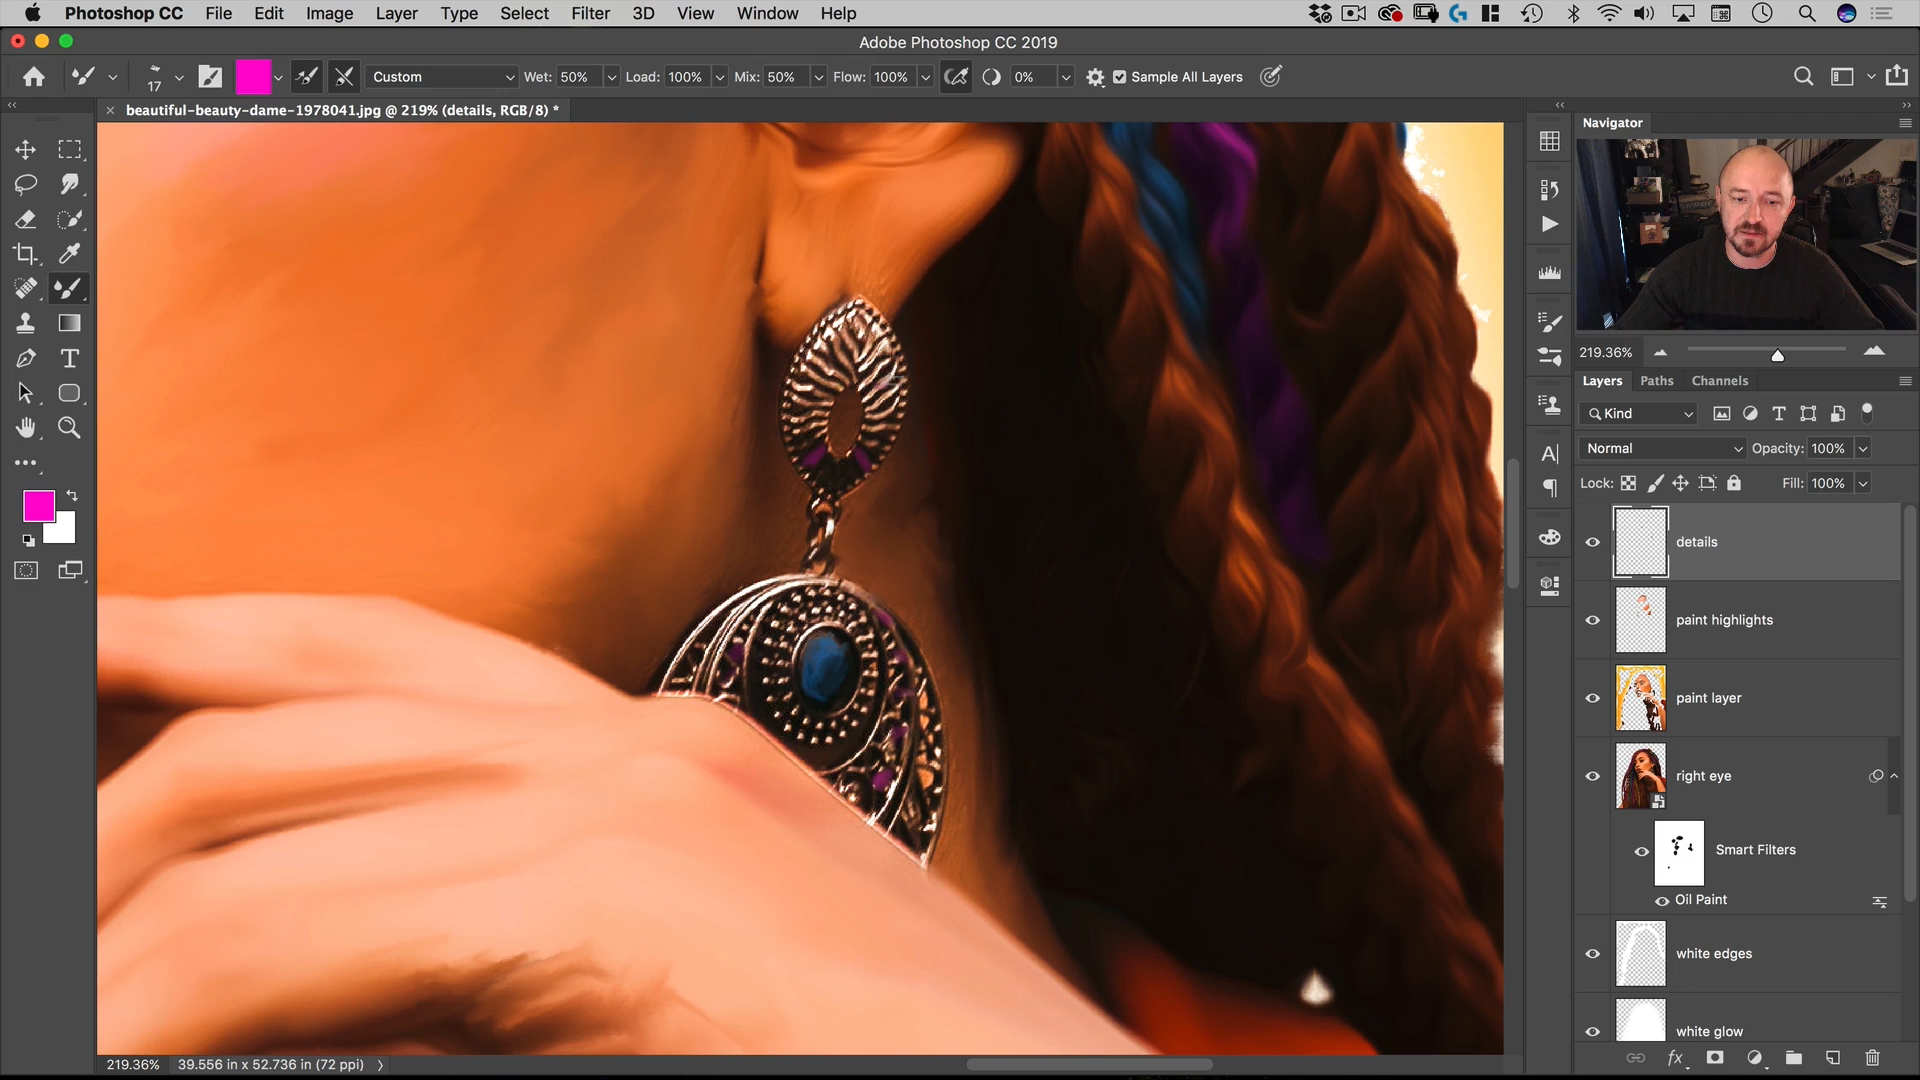 Photoshop CC File Edit Image Layer Type Select Filter 3D View Window Help
Adobe Photoshop CC 2019
17 Custom Wet: 50% Load: 100% Mix: 50% Flow: 100% 0% Sample All Layers
beautiful-beauty-dame-1978041.jpg @ 219% (details, RGB/8) *
Navigator
219.36%
Layers Paths Channels
Kind
Normal Opacity: 100%
Lock: Fill: 100%
details
paint highlights
paint layer
right eye
Smart Filters
Oil Paint
white edges
white glow
219.36% 39.556 in x 52.736 in (72 ppi)